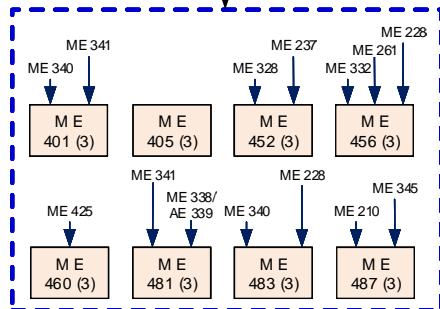 ME 228
ME 341 ME 237 ME 261
ME 340 ME 328 ME 332
M E M E M E M E
401 (3) 405 (3) 452 (3) 456 (3)
ME 341 ME 228 ME 345
ME 338/
ME 425 AE 339 ME 340 ME 210
M E M E M E M E
460 (3) 481 (3) 483 (3) 487 (3)